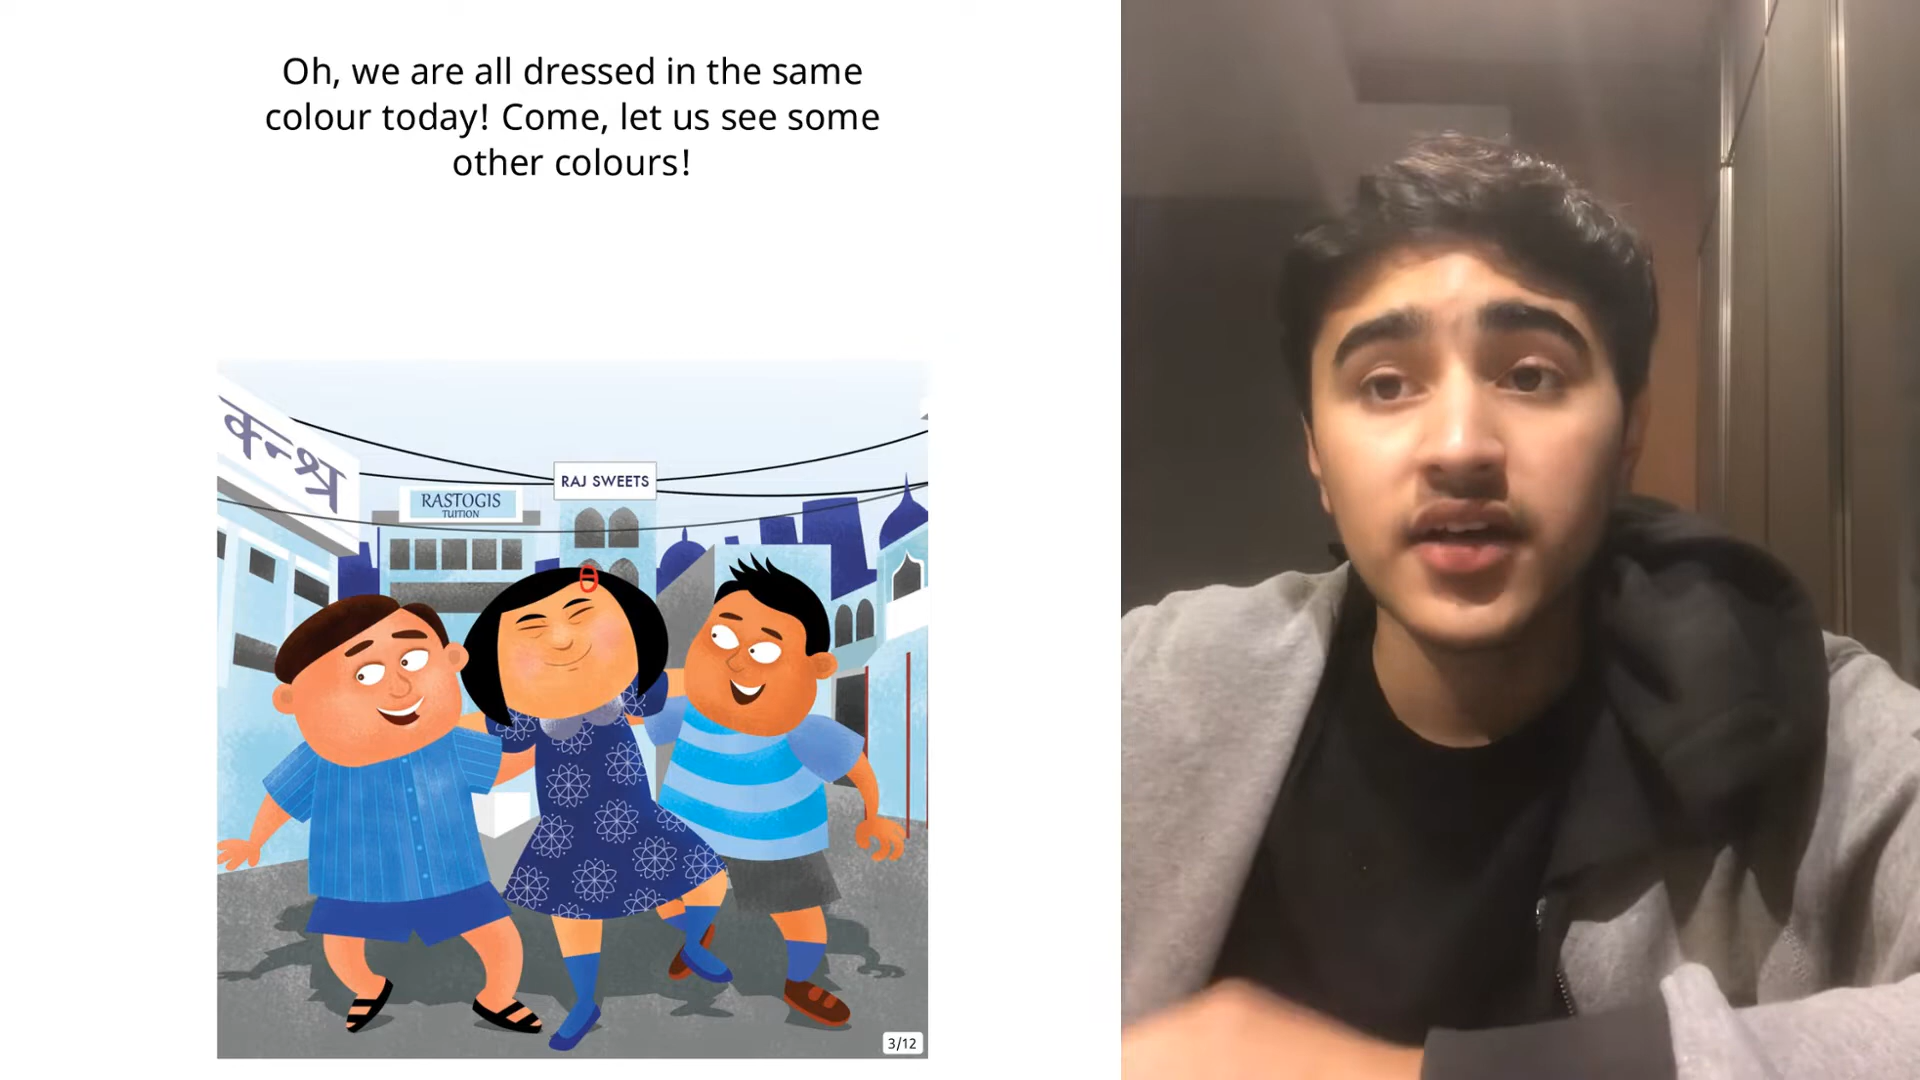 Oh, we are all dressed in the same
colour today! Come, let us see some
other colours!
RAJ SWEETS
RASTOGIS
TUITION
3/12